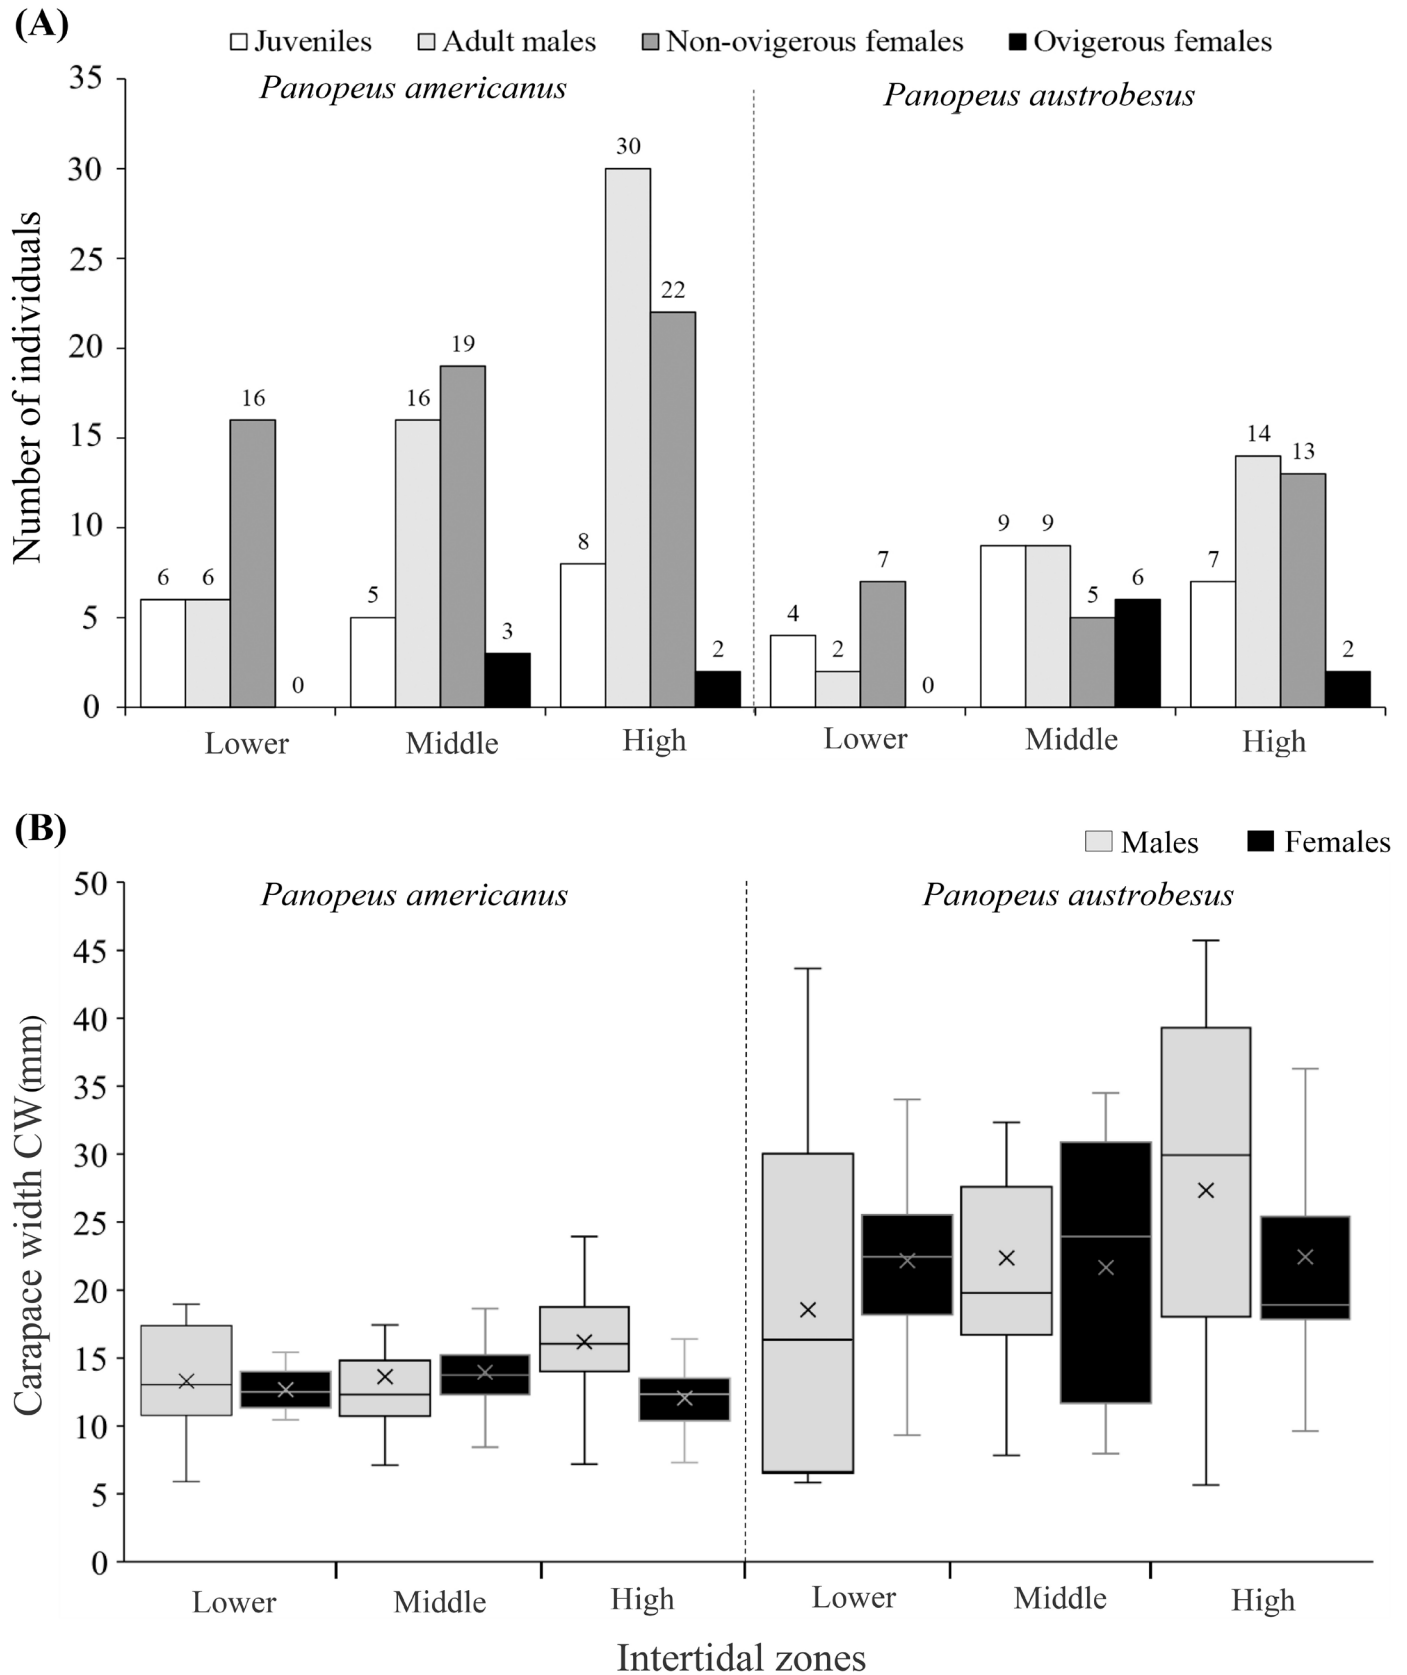 (A)
Juveniles Adult males Non-ovigerous females Ovigerous females
Panopeus americanus Panopeus austrobesus
Number of individuals
35
30
25
20
15
10
5
0
6 6 16 0 5 16 19 3 8 30 22 2 4 2 7 0 9 9 5 6 7 14 13 2
Lower Middle High Lower Middle High
(B)
Males Females
Panopeus americanus Panopeus austrobesus
Carapace width CW(mm)
50
45
40
35
30
25
20
15
10
5
0
Lower Middle High Lower Middle High
Intertidal zones